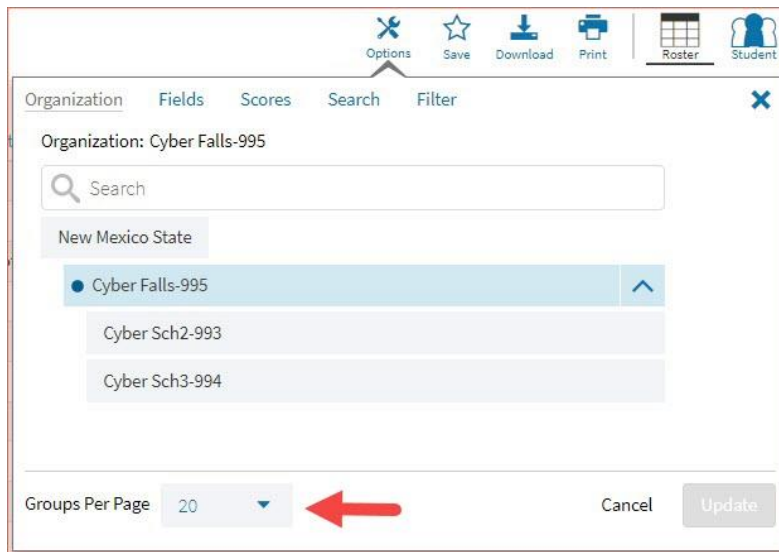 Options Save Download Print Roster Student
Organization Fields Scores Search Filter
Organization: Cyber Falls-995
Search
New Mexico State
Cyber Falls-995
Cyber Sch2-993
Cyber Sch3-994
Groups Per Page 20 Cancel Update